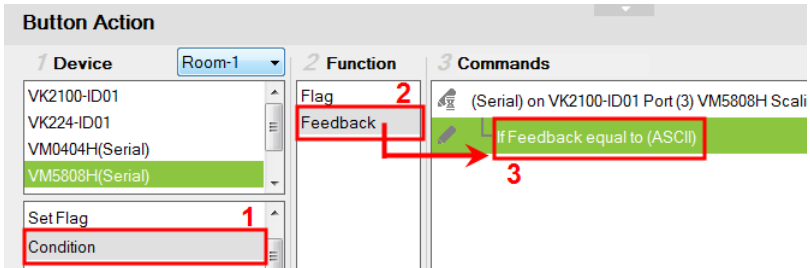 Button Action
1 Device
Room-1
2 Function
3 Commands
VK2100-ID01
VK224-ID01
VM0404H(Serial)
VM5808H(Serial)
Set Flag
1
Condition
Flag
2
Feedback
(Serial) on VK2100-ID01 Port (3) VM5808H Scali
If Feedback equal to (ASCII)
3